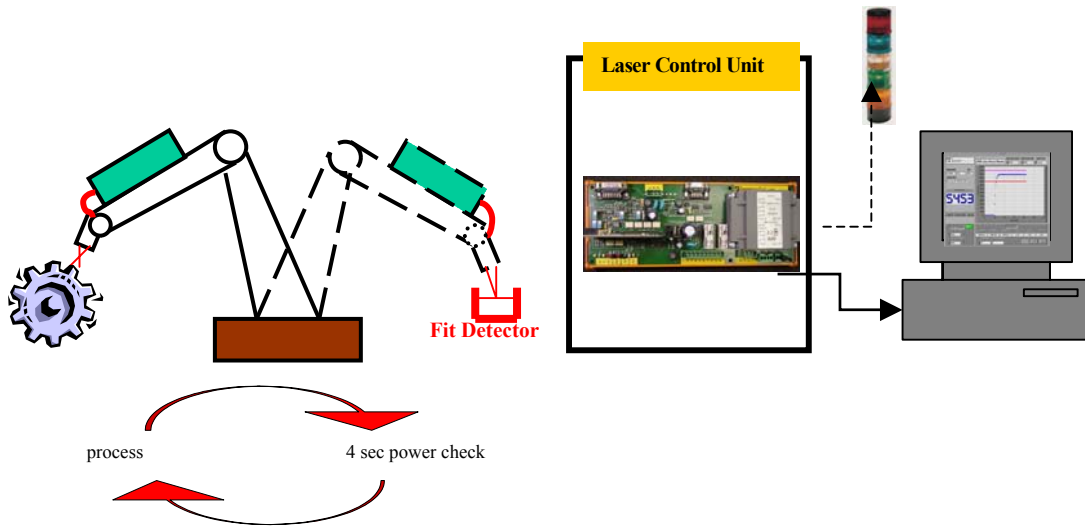 Laser Control Unit
5453
Fit Detector
process
4 sec power check